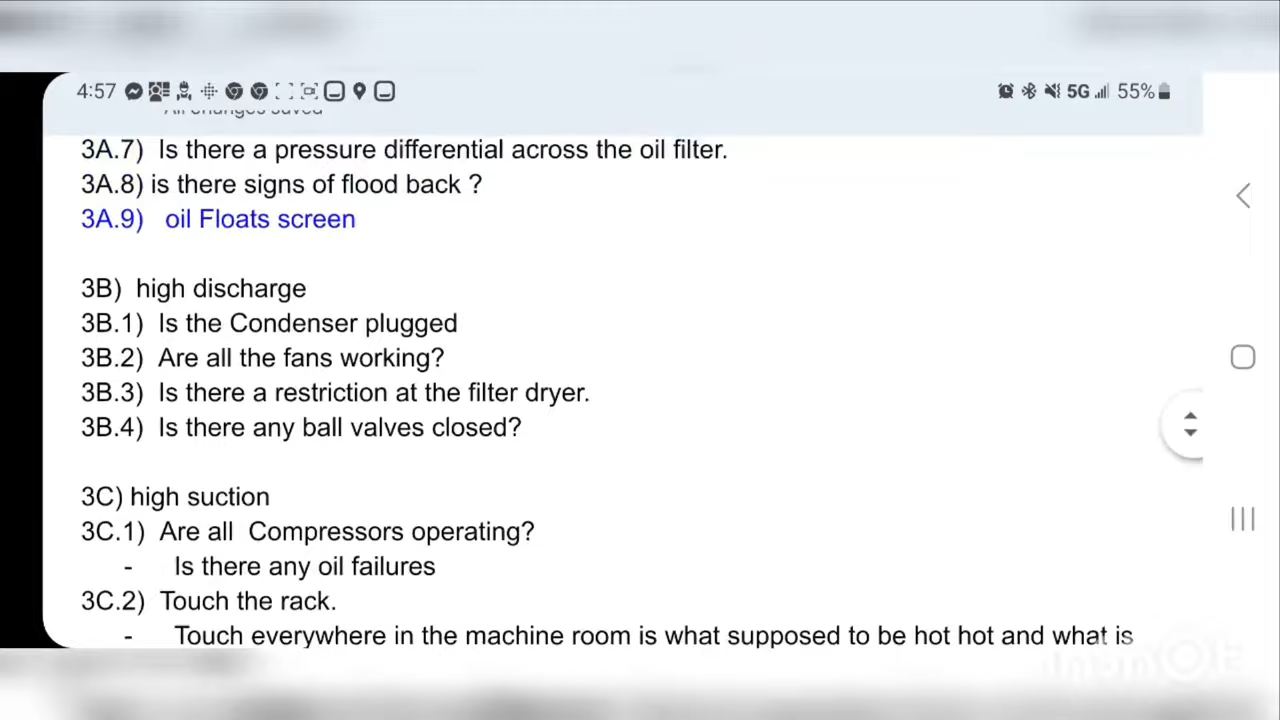 4:57 5G 55%
All changes saved
3A.7) Is there a pressure differential across the oil filter.
3A.8) is there signs of flood back ?
3A.9) oil Floats screen
3B) high discharge
3B.1) Is the Condenser plugged
3B.2) Are all the fans working?
3B.3) Is there a restriction at the filter dryer.
3B.4) Is there any ball valves closed?
3C) high suction
3C.1) Are all Compressors operating?
- Is there any oil failures
3C.2) Touch the rack.
- Touch everywhere in the machine room is what supposed to be hot hot and what is